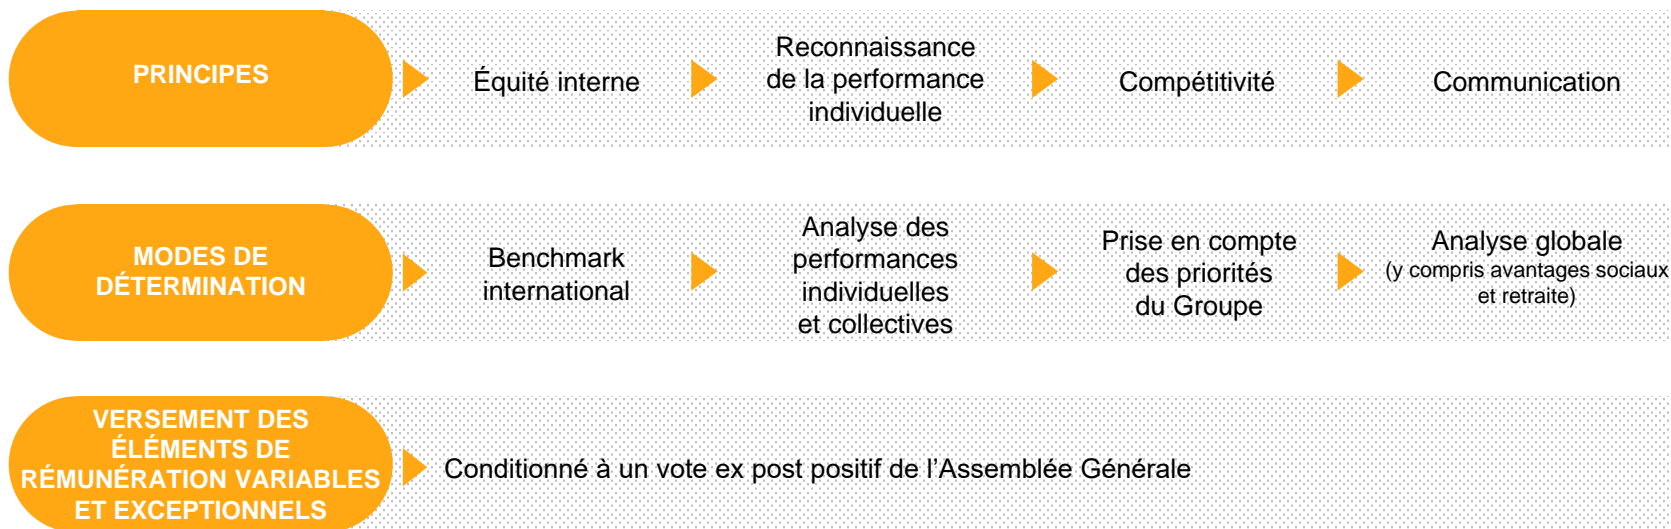 PRINCIPES
Équité interne
Reconnaissance
de la performance
individuelle
Compétitivité
Communication
MODES DE
DÉTERMINATION
Benchmark
international
Analyse des
performances
individuelles
et collectives
Prise en compte
des priorités
du Groupe
Analyse globale
(y compris avantages sociaux
et retraite)
VERSEMENT DES
ÉLÉMENTS DE
RÉMUNÉRATION VARIABLES
ET EXCEPTIONNELS
Conditionné à un vote ex post positif de l’Assemblée Générale